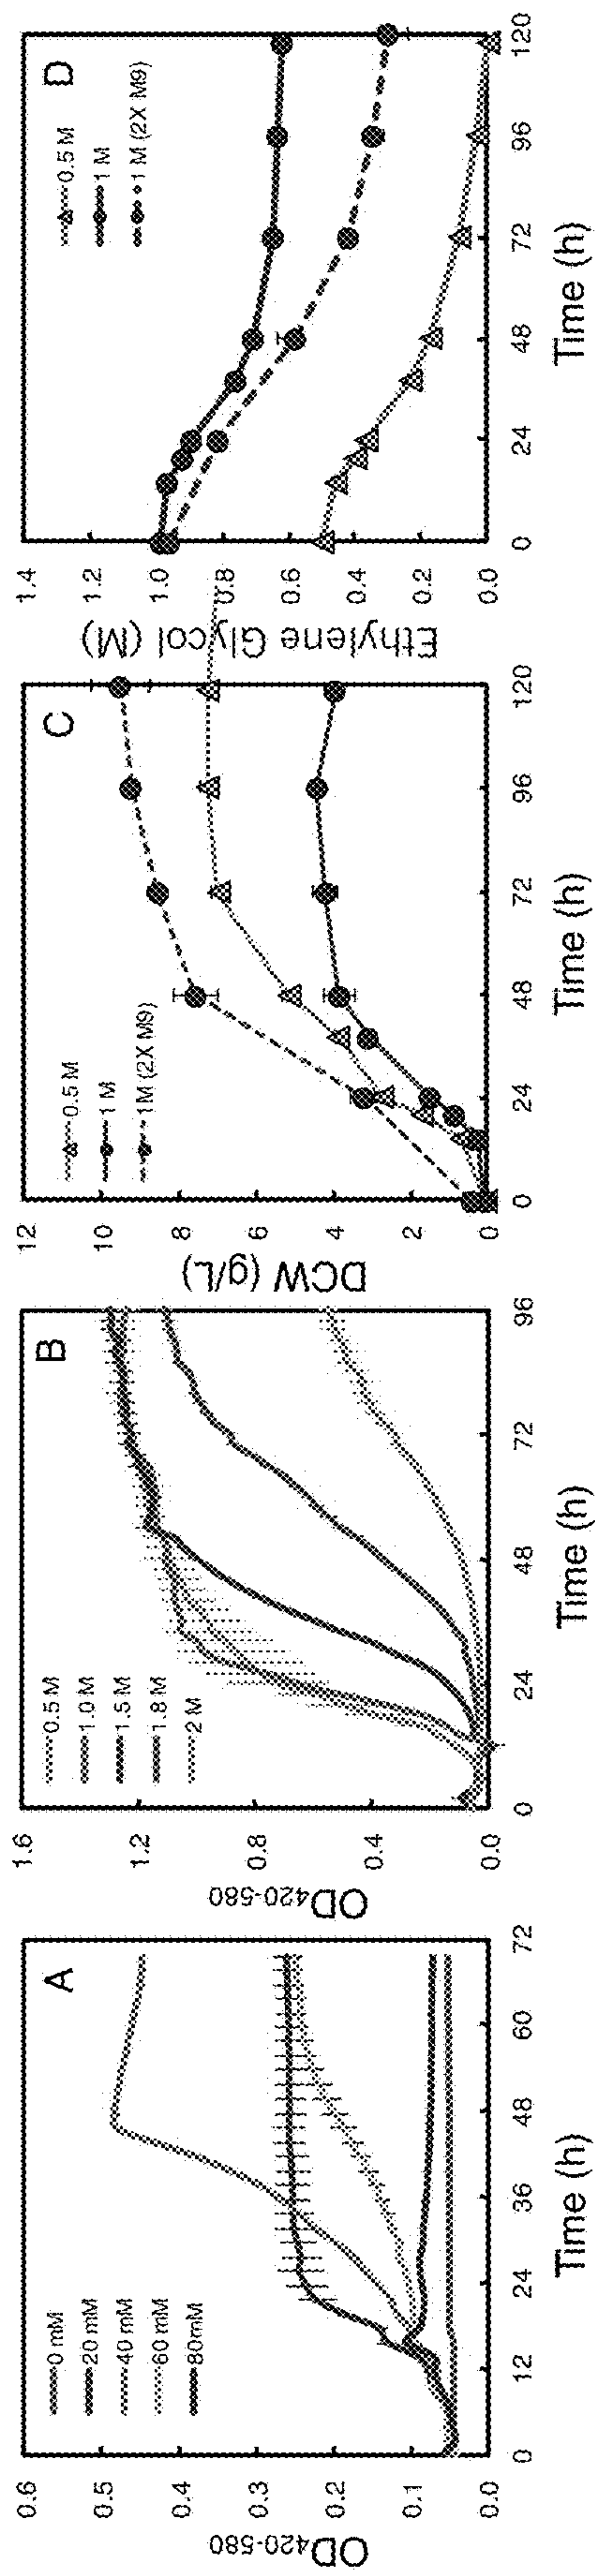 A
0 mM
20 mM
40 mM
60 mM
80mM
0.6
0.4
0.3
0.2
0.1
0.0
OD420-580
0 12 24 36 48 60 72
Time (h)
B
0.5 M
1.0 M
1.5 M
1.8 M
2 M
1.6
1.2
0.8
0.4
0.0
OD420-580
0 24 48 72 96
Time (h)
C
0.5 M
1 M
1M (2X M9)
12
10
8
6
4
2
0
DCW (g/L)
0 24 48 72 96 120
Time (h)
D
0.5 M
1 M
1 M (2X M9)
1.4
1.2
1.0
0.8
0.6
0.4
0.2
0.0
Ethylene Glycol (M)
0 24 48 72 96 120
Time (h)